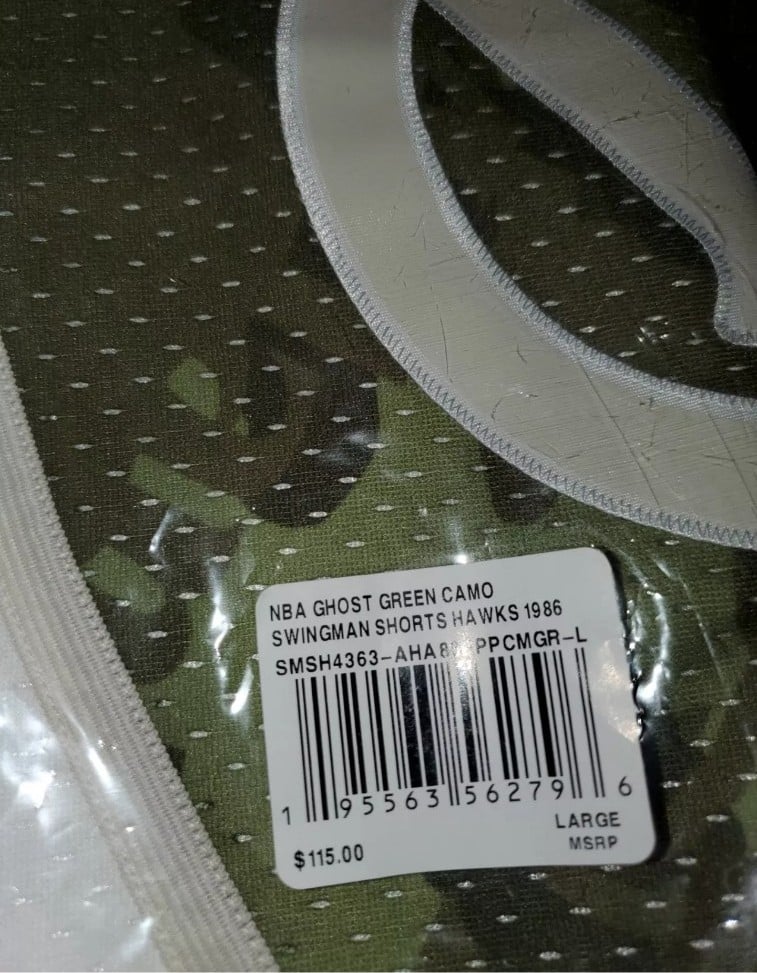 NBA GHOST GREEN CAMO
SWINGMAN SHORTS HAWKS 1986
SMSH4363-AHA8 PPCMGR-L
1 95563 56279 6
LARGE
$115.00 MSRP